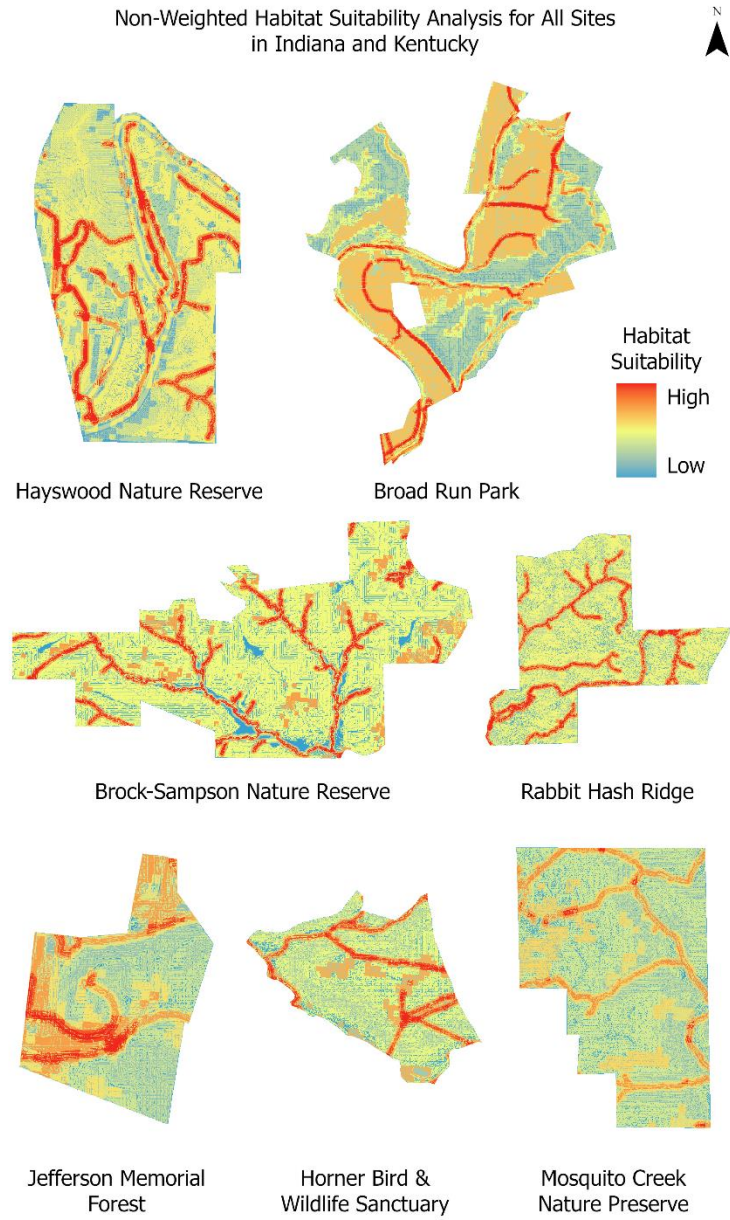 Non-Weighted Habitat Suitability Analysis for All Sites
in Indiana and Kentucky
N
Habitat
Suitability
High
Low
Hayswood Nature Reserve
Broad Run Park
Brock-Sampson Nature Reserve
Rabbit Hash Ridge
Jefferson Memorial
Forest
Horner Bird &
Wildlife Sanctuary
Mosquito Creek
Nature Preserve